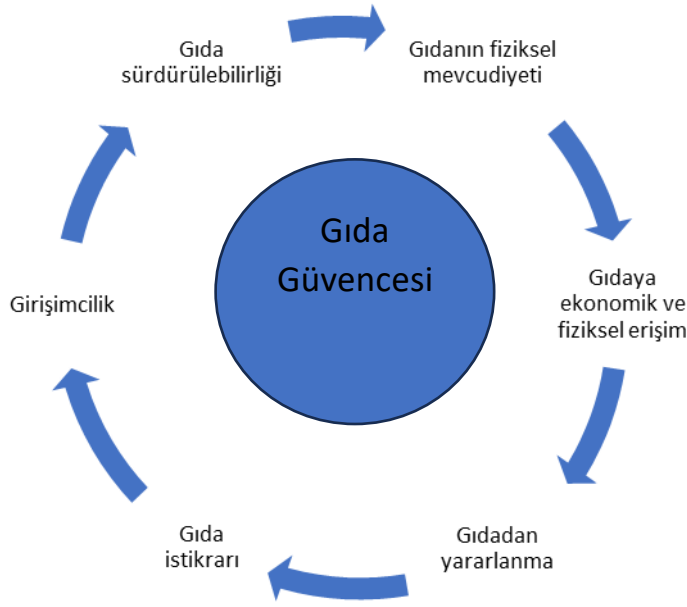 Gıda
sürdürülebilirliği
Gıdanın fiziksel
mevcudiyeti
Gıda
Güvencesi
Gıdaya
ekonomik ve
fiziksel erişim
Girişimcilik
Gıdadan
yararlanma
Gıda
istikrarı